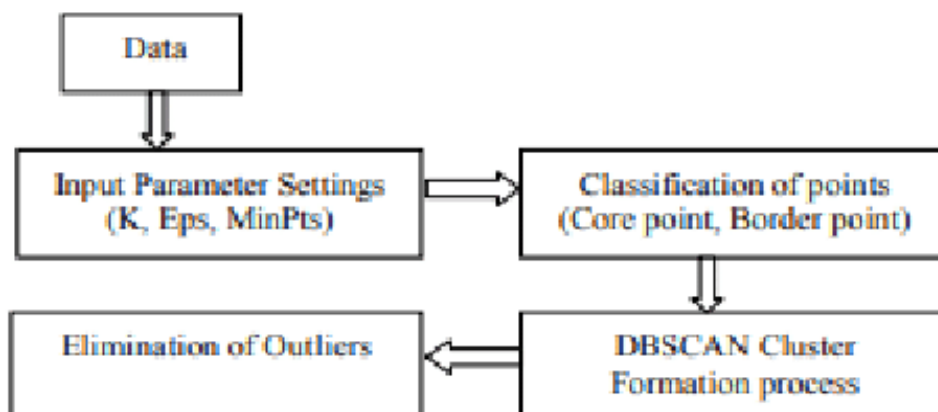 Data
Input Parameter Settings
(K, Eps, MinPts)
Classification of points
(Core point, Border point)
Elimination of Outliers
DBSCAN Cluster
Formation process